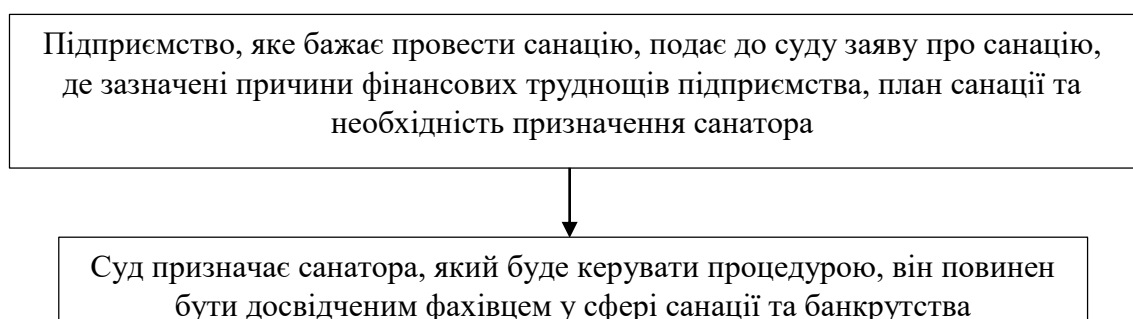 Підприємство, яке бажає провести санацію, подає до суду заяву про санацію,
де зазначені причини фінансових труднощів підприємства, план санації та
необхідність призначення санатора
Суд призначає санатора, який буде керувати процедурою, він повинен
бути досвідченим фахівцем у сфері санації та банкрутства